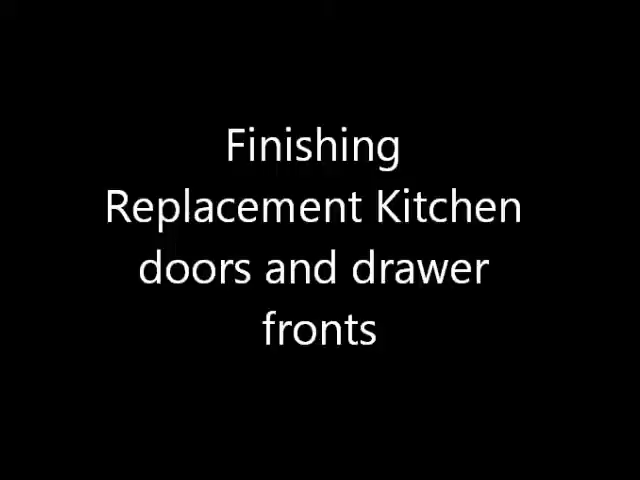 Finishing
Replacement Kitchen
doors and drawer
fronts